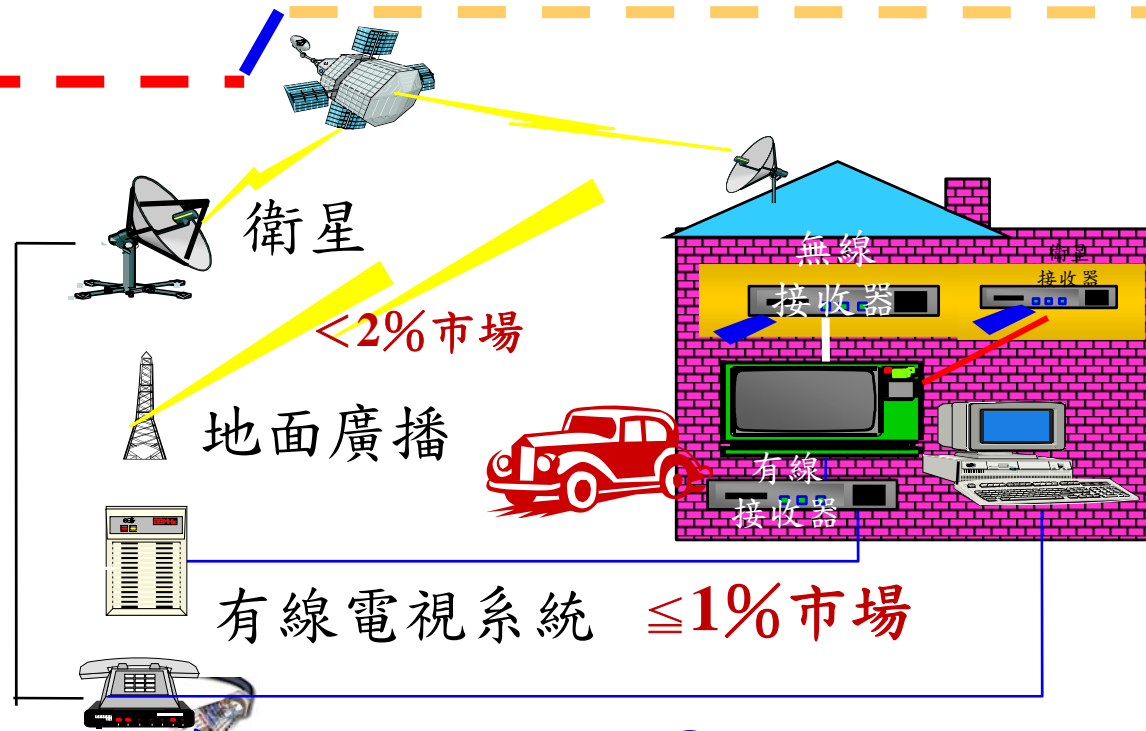 衛星
<2%市場
地面廣播
無線
接收器
衛星
接收器
有線
接收器
有線電視系統 ≦1%市場